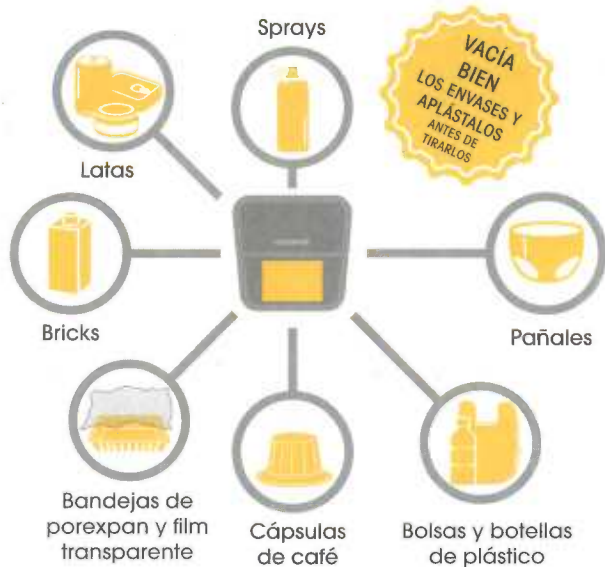 Sprays
VACÍA
BIEN
LOS ENVASES Y
APLÁSTALOS
ANTES DE
TIRARLOS
Latas
Bricks
Pañales
Bandejas de
porexpan y film
transparente
Cápsulas
de café
Bolsas y botellas
de plástico